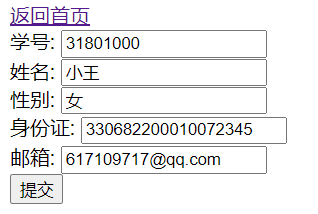 返回首页
学号: 31801000
姓名: 小王
性别: 女
身份证: 330682200010072345
邮箱: 617109717@qq.com
提交